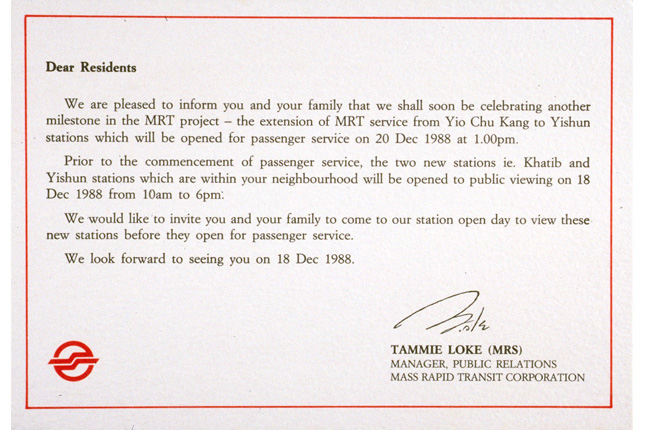 Dear Residents
We are pleased to inform you and your family that we shall soon be celebrating another
milestone in the MRT project – the extension of MRT service from Yio Chu Kang to Yishun
stations which will be opened for passenger service on 20 Dec 1988 at 1.00pm.
Prior to the commencement of passenger service, the two new stations ie. Khatib and
Yishun stations which are within your neighbourhood will be opened to public viewing on 18
Dec 1988 from 10am to 6pm.
We would like to invite you and your family to come to our station open day to view these
new stations before they open for passenger service.
We look forward to seeing you on 18 Dec 1988.
TAMMIE LOKE (MRS)
MANAGER, PUBLIC RELATIONS
MASS RAPID TRANSIT CORPORATION